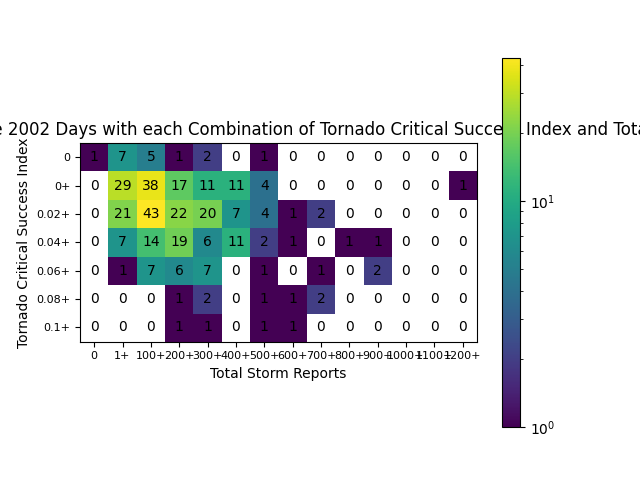 2002 Days with each Combination of Tornado Critical Success Index and
Tornado Critical Success Index
0 1 7 5 1 2 0 1 0 0 0 0 0 0 0
0+ 0 29 38 17 11 11 4 0 0 0 0 0 0 1
0.02+ 0 21 43 22 20 7 4 1 2 0 0 0 0 0
0.04+ 0 7 14 19 6 11 2 1 0 1 1 0 0 0
0.06+ 0 1 7 6 7 0 1 0 1 0 2 0 0 0
0.08+ 0 0 0 1 2 0 1 1 2 0 0 0 0 0
0.1+ 0 0 0 1 1 0 1 1 0 0 0 0 0 0
0 1+ 100+ 200+ 300+ 400+ 500+ 600+ 700+ 800+ 900+ 1000+ 1100+ 1200+
Total Storm Reports
10¹
10⁰